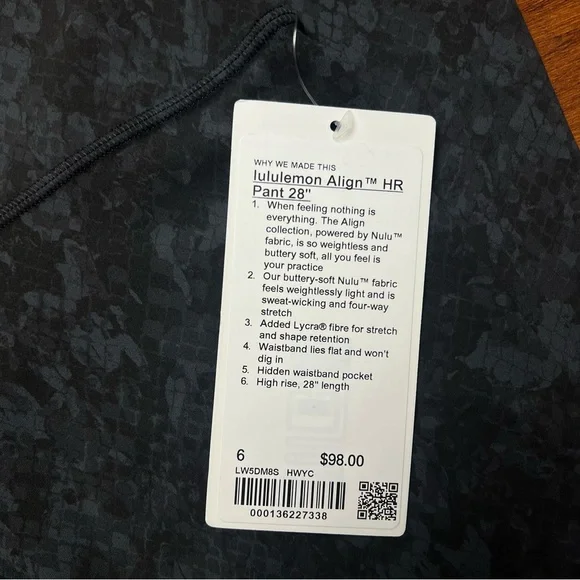 WHY WE MADE THIS
lululemon Align™ HR
Pant 28"
1. When feeling nothing is
everything. The Align
collection, powered by Nulu™
fabric, is so weightless and
buttery soft, all you feel is
your practice
2. Our buttery-soft Nulu™ fabric
feels weightlessly light and is
sweat-wicking and four-way
stretch
3. Added Lycra® fibre for stretch
and shape retention
4. Waistband lies flat and won't
dig in
5. Hidden waistband pocket
6. High rise, 28" length
6 $98.00
LW5DM8S HWYC
000136227338